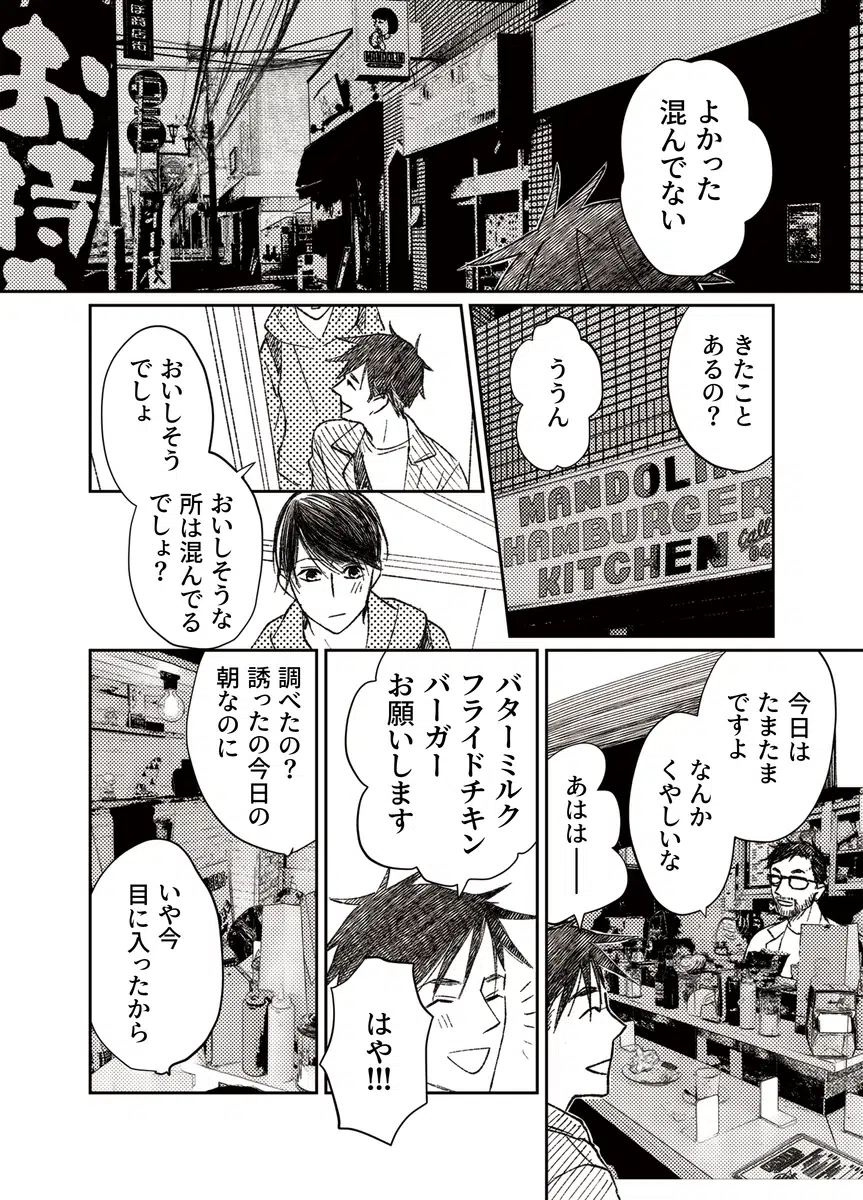 MANDOLIN
よかった
混んでない
きたこと
あるの?
ううん
MANDOLIN
HAMBURGER
KITCHEN
Call
04
おいしそう
でしょ
おいしそうな
所は混んでる
でしょ?
今日は
たまたま
ですよ
なんか
くやしいな
あはは―
バターミルク
フライドチキン
バーガー
お願いします
はや!!!
調べたの?
誘ったの今日の
朝なのに
いや今
目に入ったから